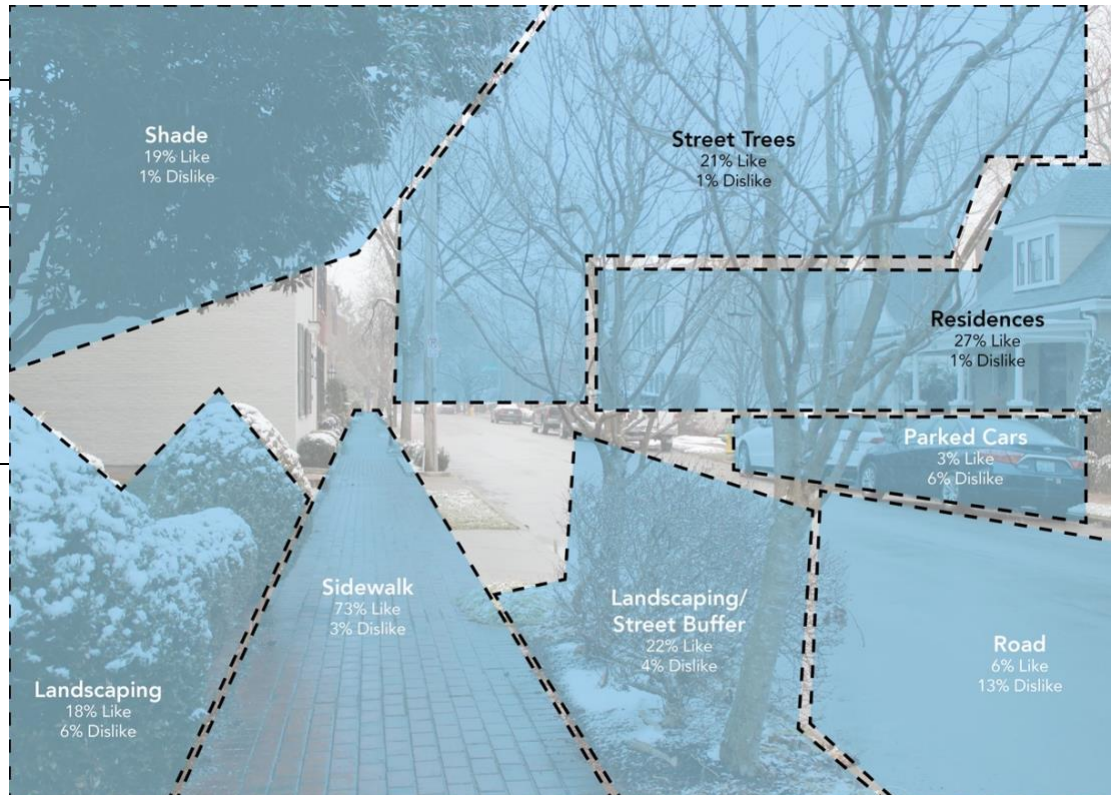 Shade
19% Like
1% Dislike
Street Trees
21% Like
1% Dislike
Residences
27% Like
1% Dislike
Parked Cars
3% Like
6% Dislike
Sidewalk
73% Like
3% Dislike
Landscaping/
Street Buffer
22% Like
4% Dislike
Road
6% Like
13% Dislike
Landscaping
18% Like
6% Dislike